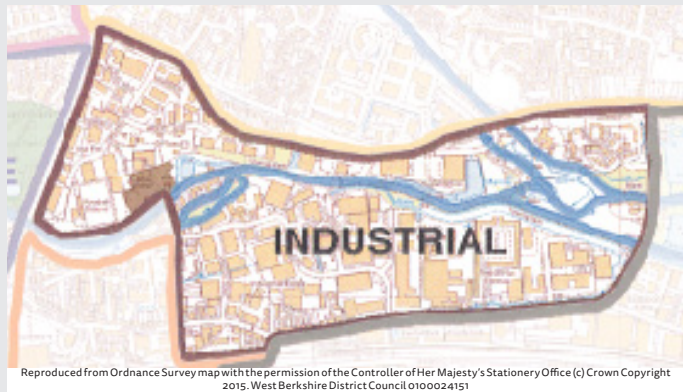 INDUSTRIAL
Reproduced from Ordnance Survey map with the permission of the Controller of Her Majesty's Stationery Office (c) Crown Copyright
2015. West Berkshire District Council 0100024151